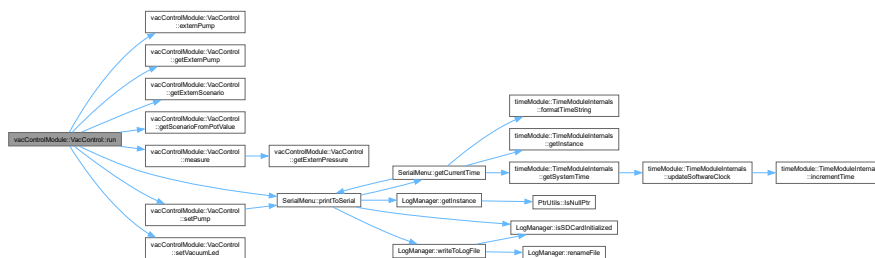 vacControlModule::VacControl
::externPump
vacControlModule::VacControl
::getExternPump
vacControlModule::VacControl
::getExternScenario
vacControlModule::VacControl
::getScenarioFromPotValue
vacControlModule::VacControl::run
vacControlModule::VacControl
::measure
vacControlModule::VacControl
::getExternPressure
vacControlModule::VacControl
::setPump
vacControlModule::VacControl
::setVacuumLed
SerialMenu::printToSerial
SerialMenu::getCurrentTime
LogManager::getInstance
LogManager::writeToLogFile
timeModule::TimeModuleInternals
::formatTimeString
timeModule::TimeModuleInternals
::getInstance
timeModule::TimeModuleInternals
::getSystemTime
timeModule::TimeModuleInternals
::updateSoftwareClock
timeModule::TimeModuleInternals
::incrementTime
PtrUtils::IsNullPtr
LogManager::isSDCardInitialized
LogManager::renameFile